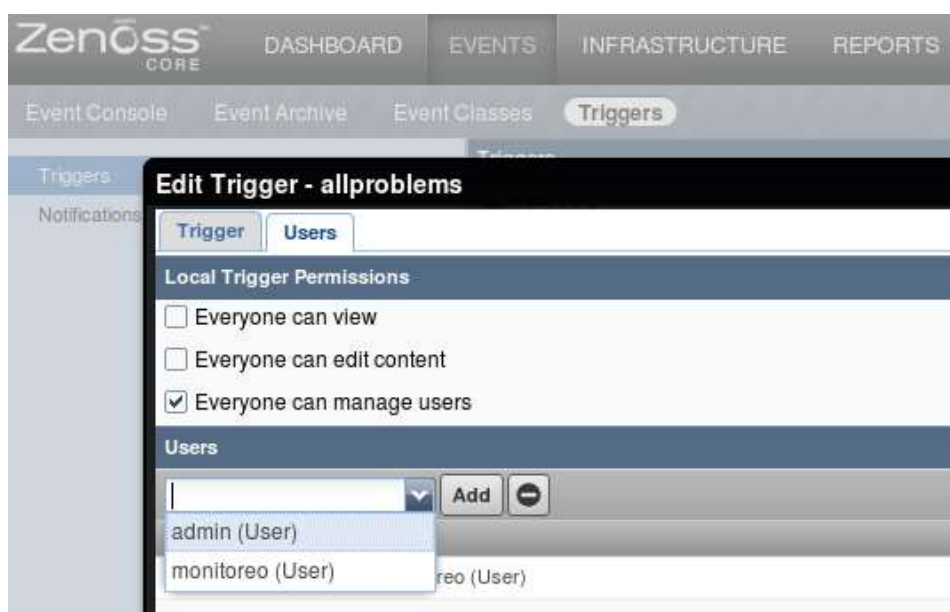 Zenoss™ DASHBOARD EVENTS INFRASTRUCTURE REPORTS
CORE
Event Console Event Archive Event Classes Triggers
Triggers
Triggers
Edit Trigger - allproblems
Notifications
Trigger Users
Local Trigger Permissions
Everyone can view
Everyone can edit content
Everyone can manage users
Users
Add
admin (User)
monitoreo (User)
reo (User)